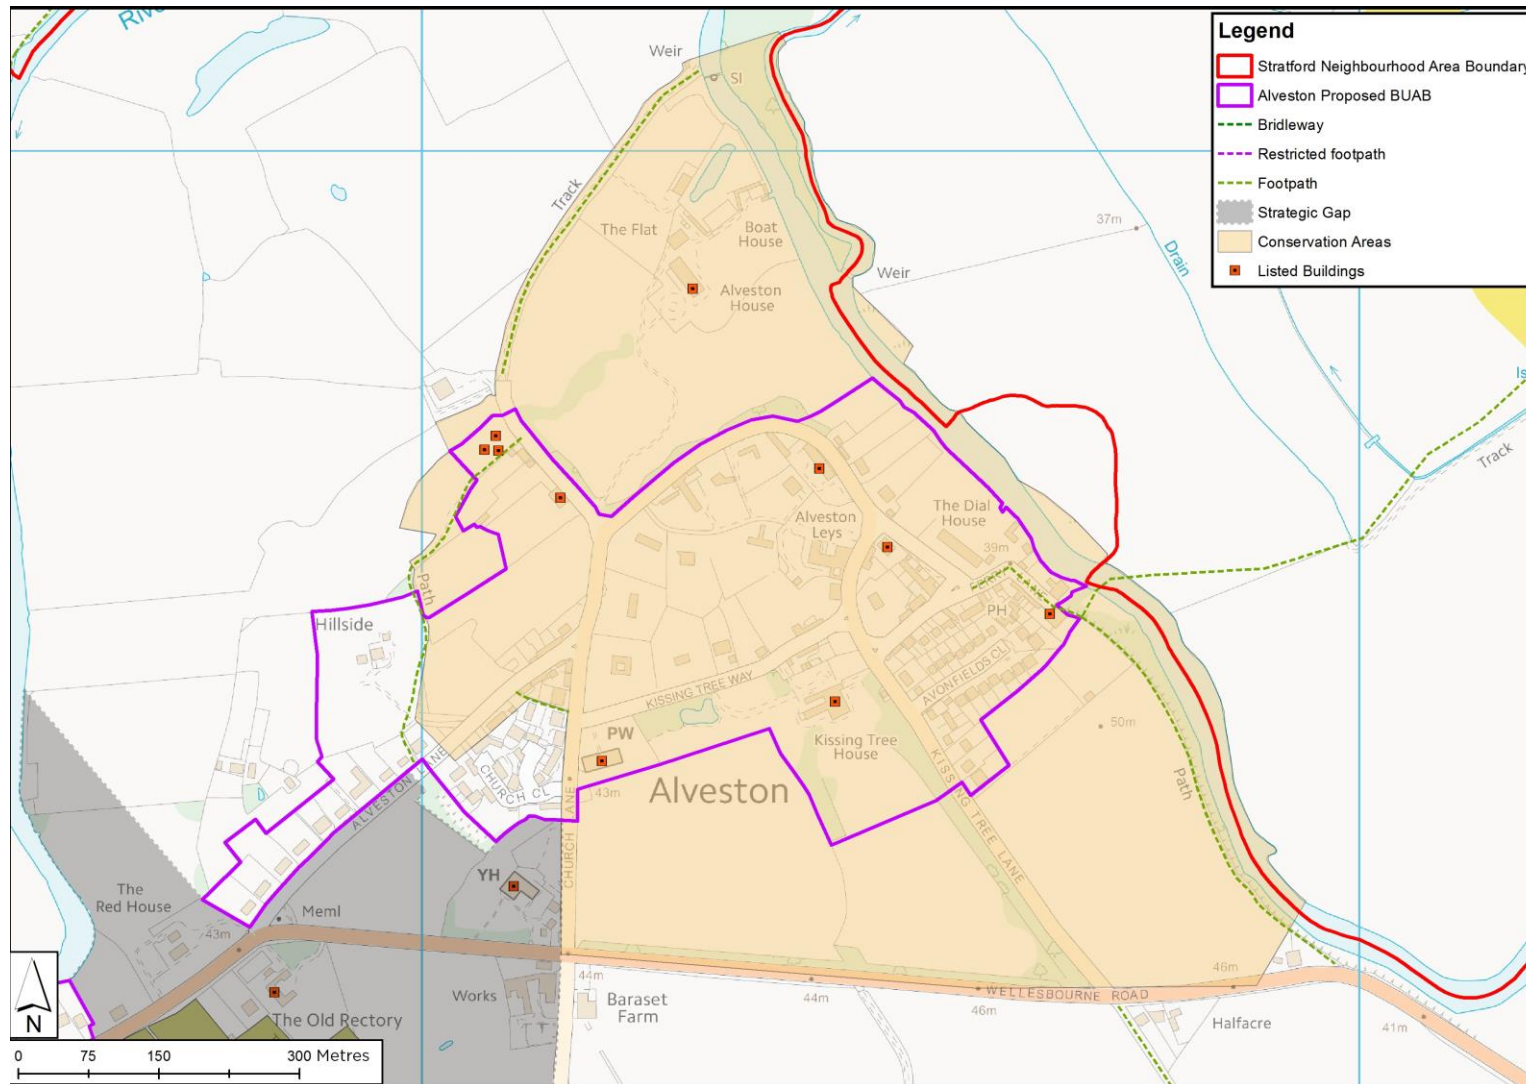 Legend
Stratford Neighbourhood Area Boundary
Alveston Proposed BUAB
Bridleway
Restricted footpath
Footpath
Strategic Gap
Conservation Areas
Listed Buildings
Weir
SI
Track
The Flat
Boat
House
37m
Drain
Weir
Alveston
House
Is
Track
The Dial
House
Alveston
Leys
39m
Path
PH
Hillside
AVONFIELDS CL
KISSING TREE WAY
50m
PW
Kissing Tree
House
Path
Alveston
43m
CHURCH CL
ALVESTON LANE
KISSING TREE LANE
CHURCH LANE
YH
The
Red House
Meml
43m
46m
44m
WELLESBOURNE ROAD
Works
44m
46m
Baraset
Farm
Halfacre
41m
The Old Rectory
N
0 75 150 300 Metres